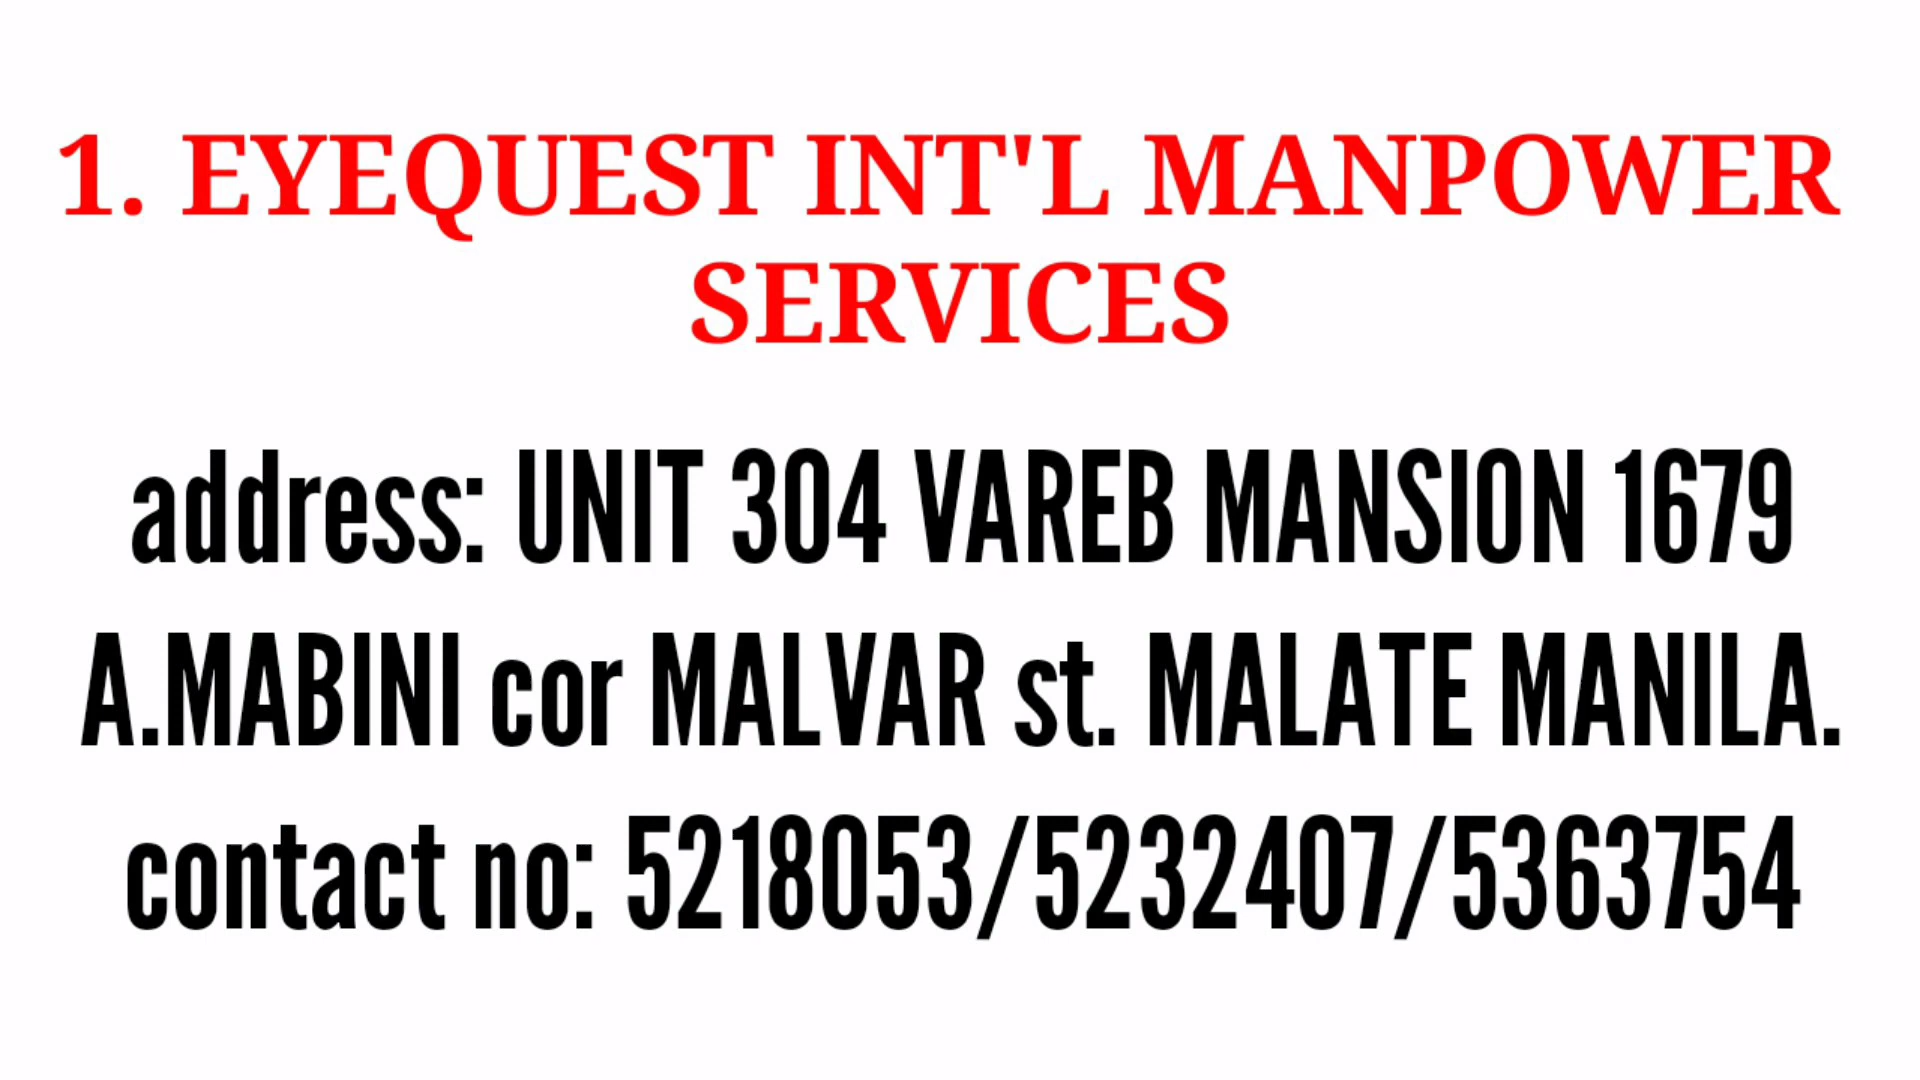 1. EYEQUEST INT'L MANPOWER
SERVICES
address: UNIT 304 VAREB MANSION 1679
A.MABINI cor MALVAR st. MALATE MANILA.
contact no: 5218053/5232407/5363754